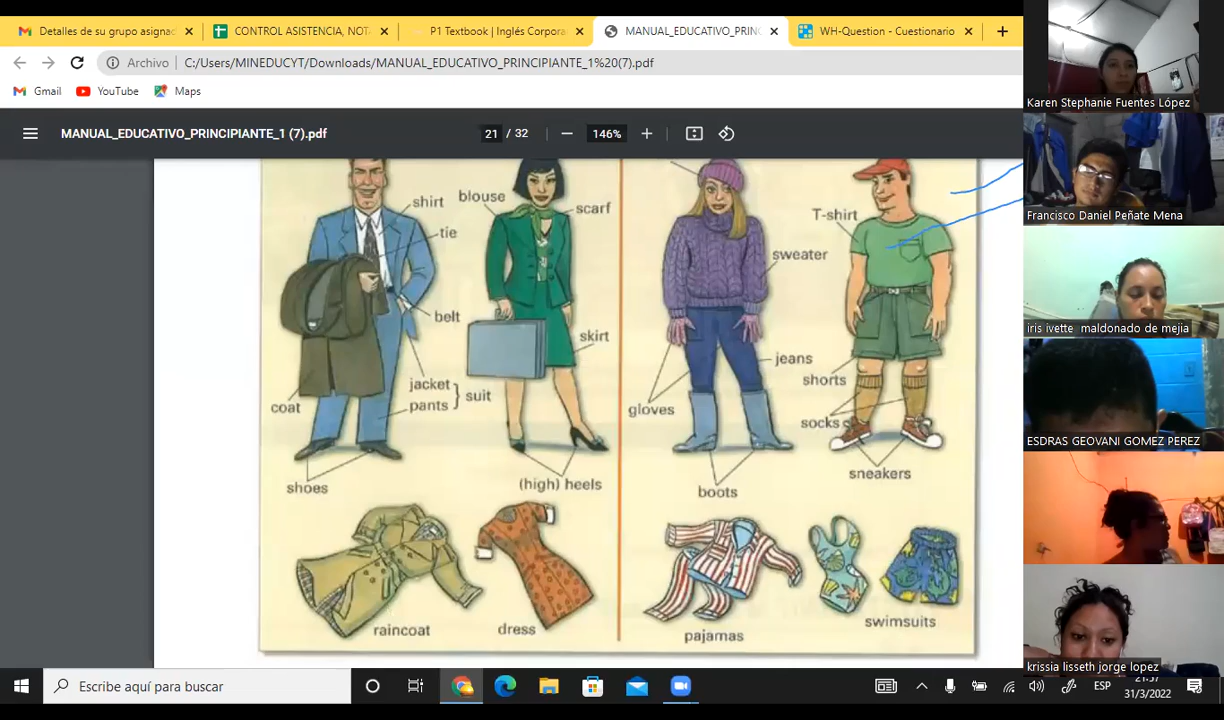 Detalles de su grupo asignad
CONTROL ASISTENCIA, NOT
P1 Textbook | Inglés Corpora
MANUAL_EDUCATIVO_PRINC
WH-Question - Cuestionario
Archivo
C:/Users/MINEDUCYT/Downloads/MANUAL_EDUCATIVO_PRINCIPIANTE_1%20(7).pdf
Gmail
YouTube
Maps
MANUAL_EDUCATIVO_PRINCIPIANTE_1 (7).pdf
21 / 32
146%
shirt
blouse
scarf
tie
belt
skirt
jacket
pants
suit
coat
shoes
(high) heels
raincoat
dress
T-shirt
sweater
jeans
shorts
gloves
socks
sneakers
boots
pajamas
swimsuits
Karen Stephanie Fuentes López
Francisco Daniel Peñate Mena
iris ivette maldonado de mejia
ESDRAS GEOVANI GOMEZ PEREZ
krissia lisseth jorge lopez
Escribe aquí para buscar
ESP
21:57
31/3/2022